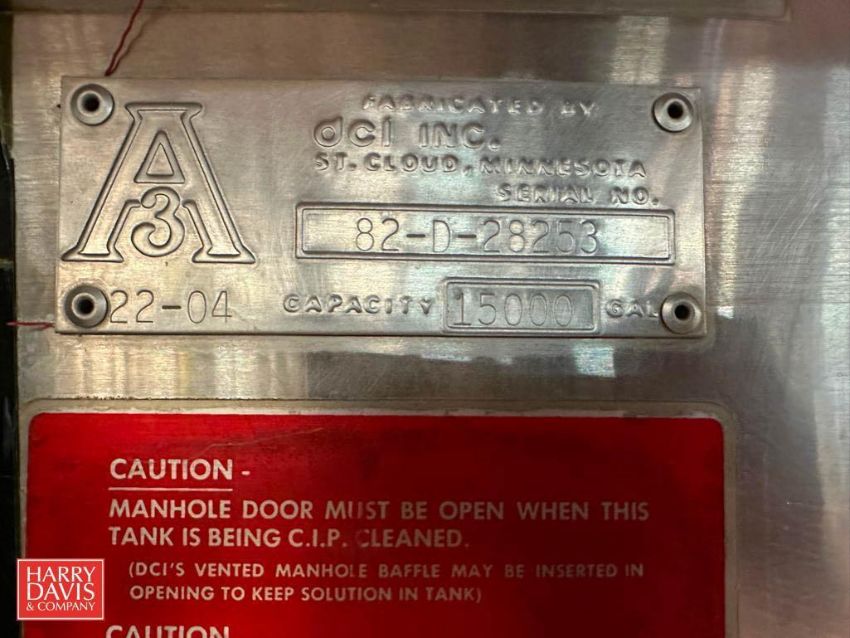 A
3
22-04
FABRICATED BY
dci INC.
ST. CLOUD, MINNESOTA
SERIAL NO.
82-D-28253
CAPACITY 15000 GAL
CAUTION -
MANHOLE DOOR MUST BE OPEN WHEN THIS
TANK IS BEING C.I.P. CLEANED.
(DCI'S VENTED MANHOLE BAFFLE MAY BE INSERTED IN
OPENING TO KEEP SOLUTION IN TANK)
CAUTION
HARRY
DAVIS
& COMPANY